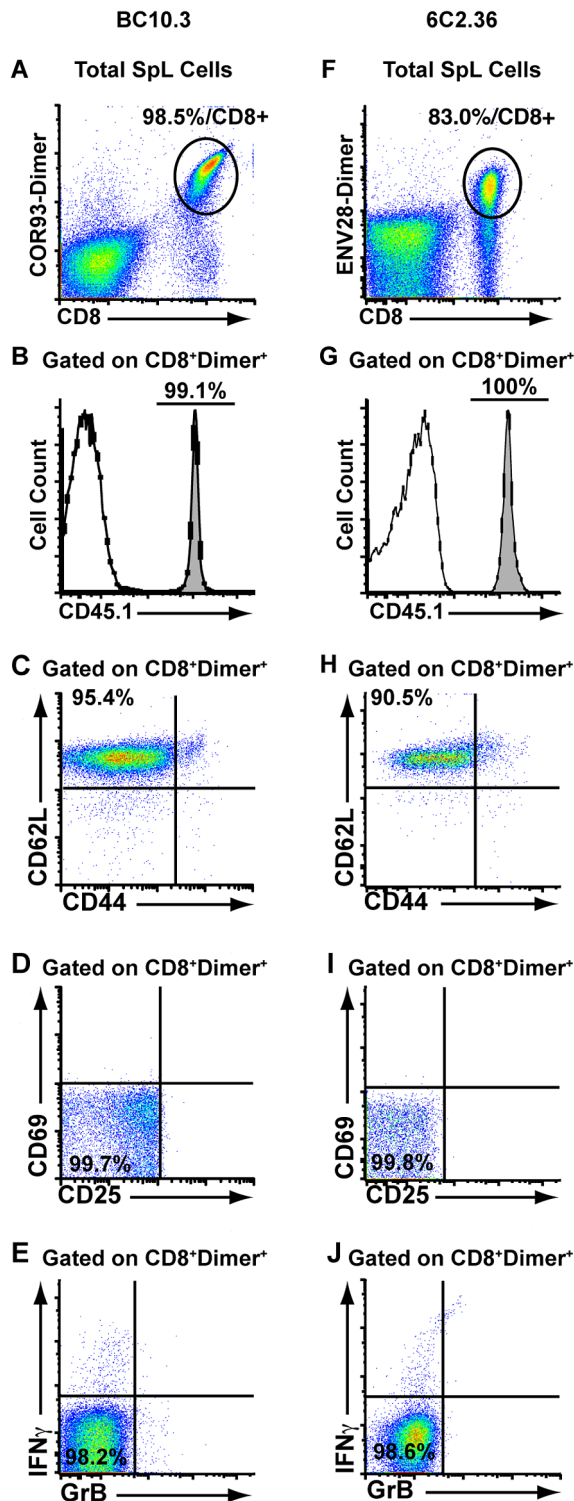 BC10.3
6C2.36
A
Total SpL Cells
98.5%/CD8+
COR93-Dimer
CD8
F
Total SpL Cells
83.0%/CD8+
ENV28-Dimer
CD8
B
Gated on CD8⁺Dimer⁺
99.1%
Cell Count
CD45.1
G
Gated on CD8⁺Dimer⁺
100%
Cell Count
CD45.1
C
Gated on CD8⁺Dimer⁺
95.4%
CD62L
CD44
H
Gated on CD8⁺Dimer⁺
90.5%
CD62L
CD44
D
Gated on CD8⁺Dimer⁺
CD69
99.7%
CD25
I
Gated on CD8⁺Dimer⁺
CD69
99.8%
CD25
E
Gated on CD8⁺Dimer⁺
IFNγ
98.2%
GrB
J
Gated on CD8⁺Dimer⁺
IFNγ
98.6%
GrB